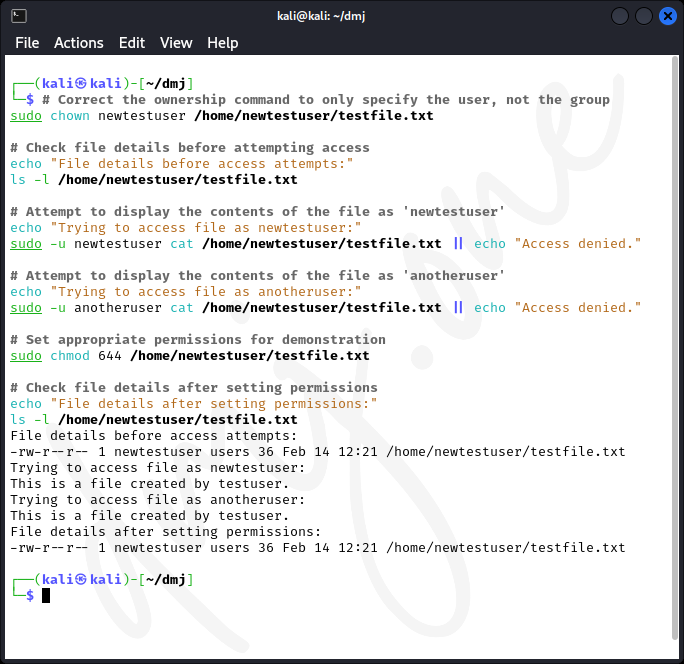 kali@kali: ~/dmj
File Actions Edit View Help
┌──(kali㉿kali)-[~/dmj]
└─$ # Correct the ownership command to only specify the user, not the group
sudo chown newtestuser /home/newtestuser/testfile.txt
# Check file details before attempting access
echo "File details before access attempts:"
ls -l /home/newtestuser/testfile.txt
# Attempt to display the contents of the file as 'newtestuser'
echo "Trying to access file as newtestuser:"
sudo -u newtestuser cat /home/newtestuser/testfile.txt || echo "Access denied."
# Attempt to display the contents of the file as 'anotheruser'
echo "Trying to access file as anotheruser:"
sudo -u anotheruser cat /home/newtestuser/testfile.txt || echo "Access denied."
# Set appropriate permissions for demonstration
sudo chmod 644 /home/newtestuser/testfile.txt
# Check file details after setting permissions
echo "File details after setting permissions:"
ls -l /home/newtestuser/testfile.txt
File details before access attempts:
-rw-r--r-- 1 newtestuser users 36 Feb 14 12:21 /home/newtestuser/testfile.txt
Trying to access file as newtestuser:
This is a file created by testuser.
Trying to access file as anotheruser:
This is a file created by testuser.
File details after setting permissions:
-rw-r--r-- 1 newtestuser users 36 Feb 14 12:21 /home/newtestuser/testfile.txt
┌──(kali㉿kali)-[~/dmj]
└─$